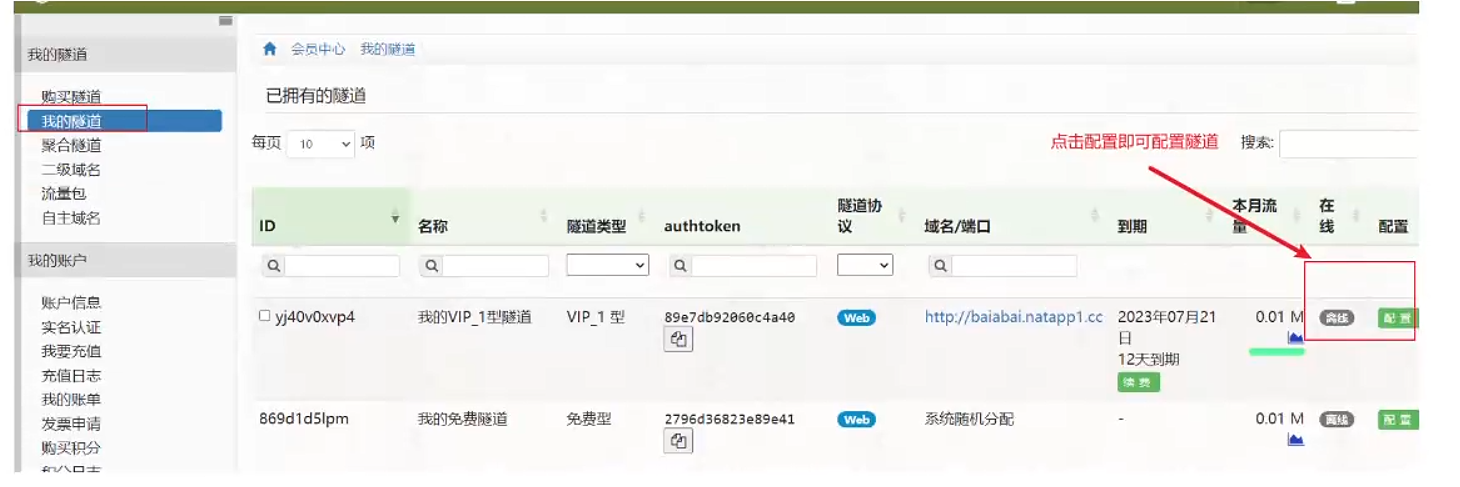 我的隧道
购买隧道
我的隧道
聚合隧道
二级域名
流量包
自主域名
我的账户
账户信息
实名认证
我要充值
充值日志
我的账单
发票申请
购买积分
积分日志
会员中心 我的隧道
已拥有的隧道
每页 10 项
点击配置即可配置隧道
搜索:
ID 名称 隧道类型 authtoken 隧道协议 域名/端口 到期 本月流量 在线 配置
yj40v0xvp4 我的VIP_1型隧道 VIP_1 型 89e7db92060c4a40 Web http://baiabai.natapp1.cc 2023年07月21 0.01 M 离线 配置
日
12天到期
续费
869d1d5lpm 我的免费隧道 免费型 2796d36823e89e41 Web 系统随机分配 - 0.01 M 离线 配置